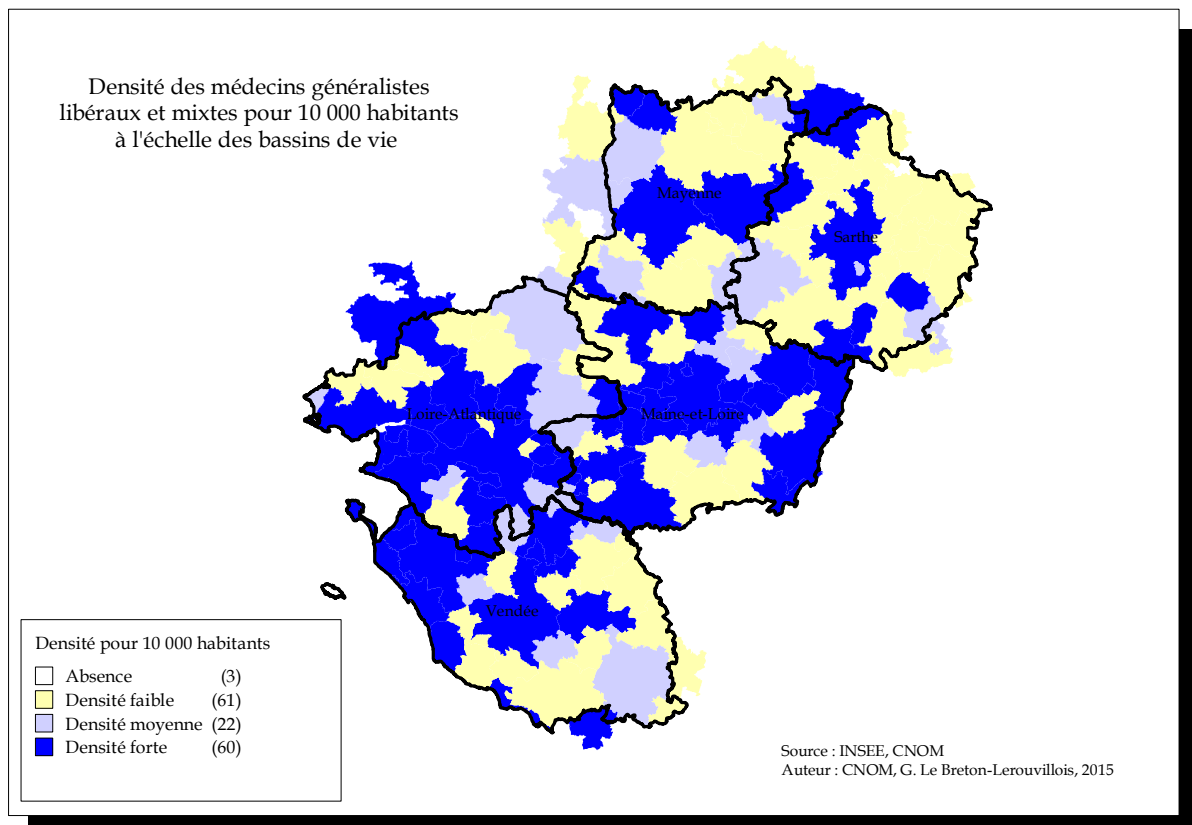 Densité des médecins généralistes
libéraux et mixtes pour 10 000 habitants
à l'échelle des bassins de vie
Mayenne
Sarthe
Loire-Atlantique
Maine-et-Loire
Vendée
Densité pour 10 000 habitants
Absence (3)
Densité faible (61)
Densité moyenne (22)
Densité forte (60)
Source : INSEE, CNOM
Auteur : CNOM, G. Le Breton-Lerouvillois, 2015